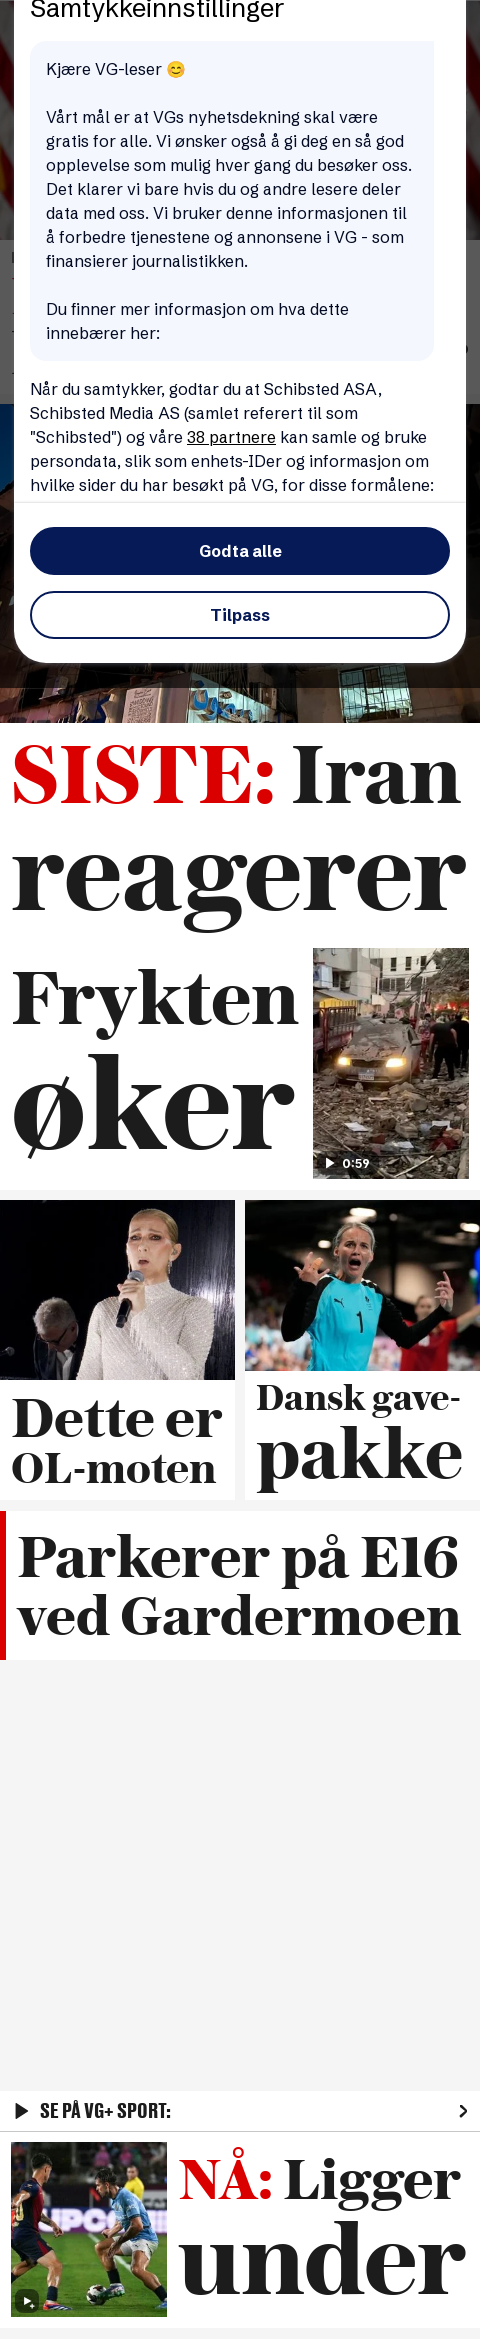 Samtykkeinnstillinger
Kjære VG-leser 😊
Vårt mål er at VGs nyhetsdekning skal være
gratis for alle. Vi ønsker også å gi deg en så god
opplevelse som mulig hver gang du besøker oss.
Det klarer vi bare hvis du og andre lesere deler
data med oss. Vi bruker denne informasjonen til
å forbedre tjenestene og annonsene i VG - som
finansierer journalistikken.
Du finner mer informasjon om hva dette
innebærer her:
Når du samtykker, godtar du at Schibsted ASA,
Schibsted Media AS (samlet referert til som
"Schibsted") og våre 38 partnere kan samle og bruke
persondata, slik som enhets-IDer og informasjon om
hvilke sider du har besøkt på VG, for disse formålene:
Godta alle
Tilpass
SISTE: Iran
reagerer
Frykten
øker
0:59
Dette er
OL-moten
Dansk gave-
pakke
1
Parkerer på E16
ved Gardermoen
SE PÅ VG+ SPORT:
NÅ: Ligger
under